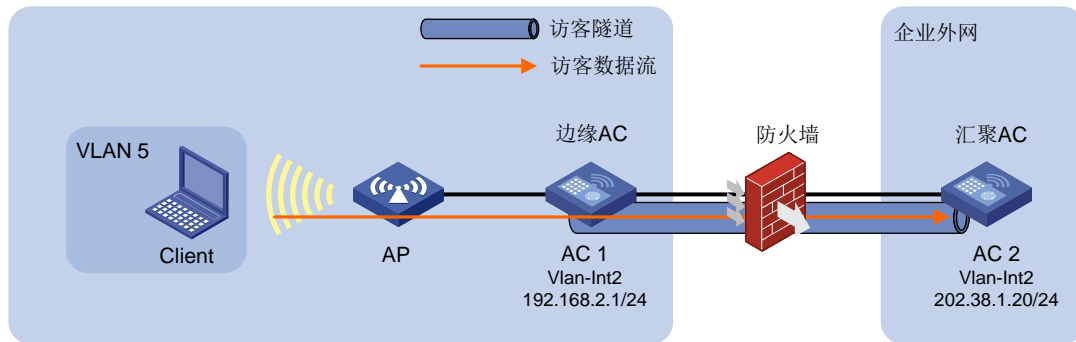 访客隧道
访客数据流
企业外网
VLAN 5
Client
AP
边缘AC
AC 1
Vlan-Int2
192.168.2.1/24
防火墙
汇聚AC
AC 2
Vlan-Int2
202.38.1.20/24